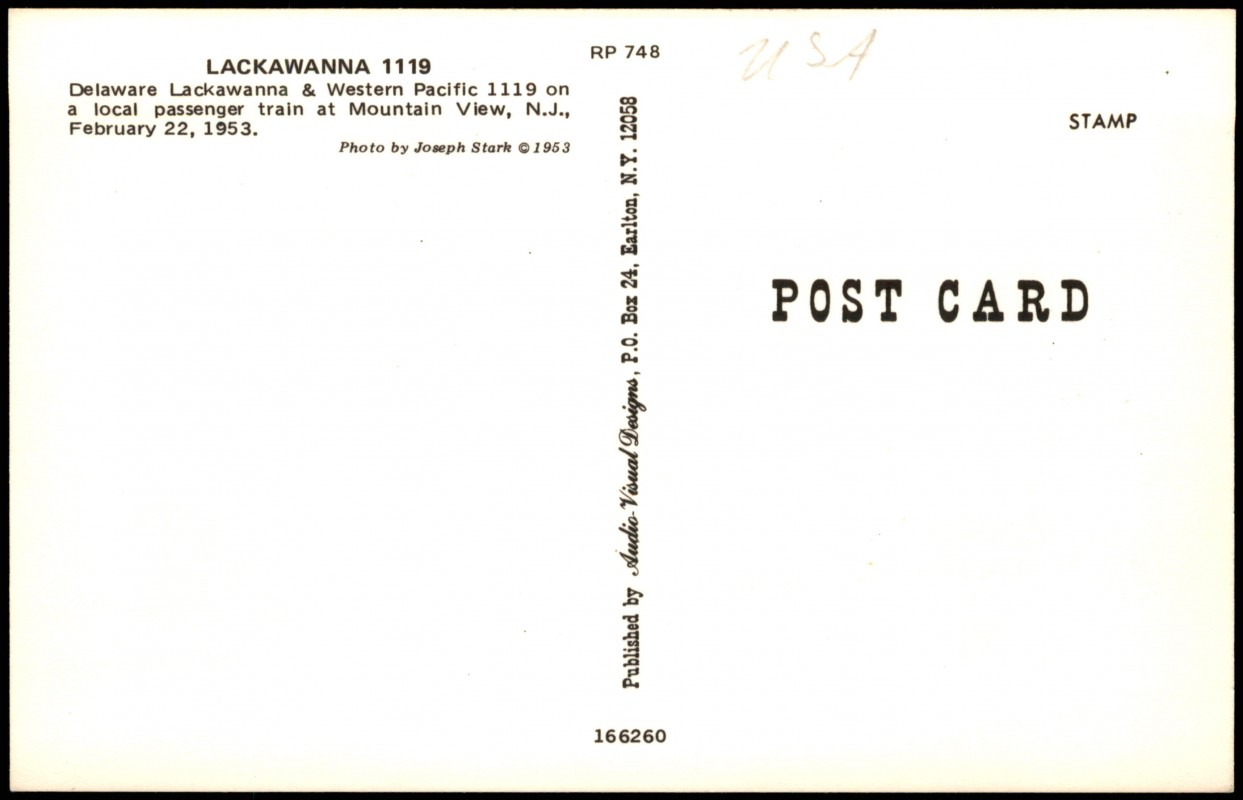 LACKAWANNA 1119
Delaware Lackawanna & Western Pacific 1119 on
a local passenger train at Mountain View, N.J.,
February 22, 1953.
Photo by Joseph Stark © 1953
RP 748
Published by Audio-Visual Designs, P.O. Box 24, Earlton, N.Y. 12058
166260
USA
STAMP
POST CARD